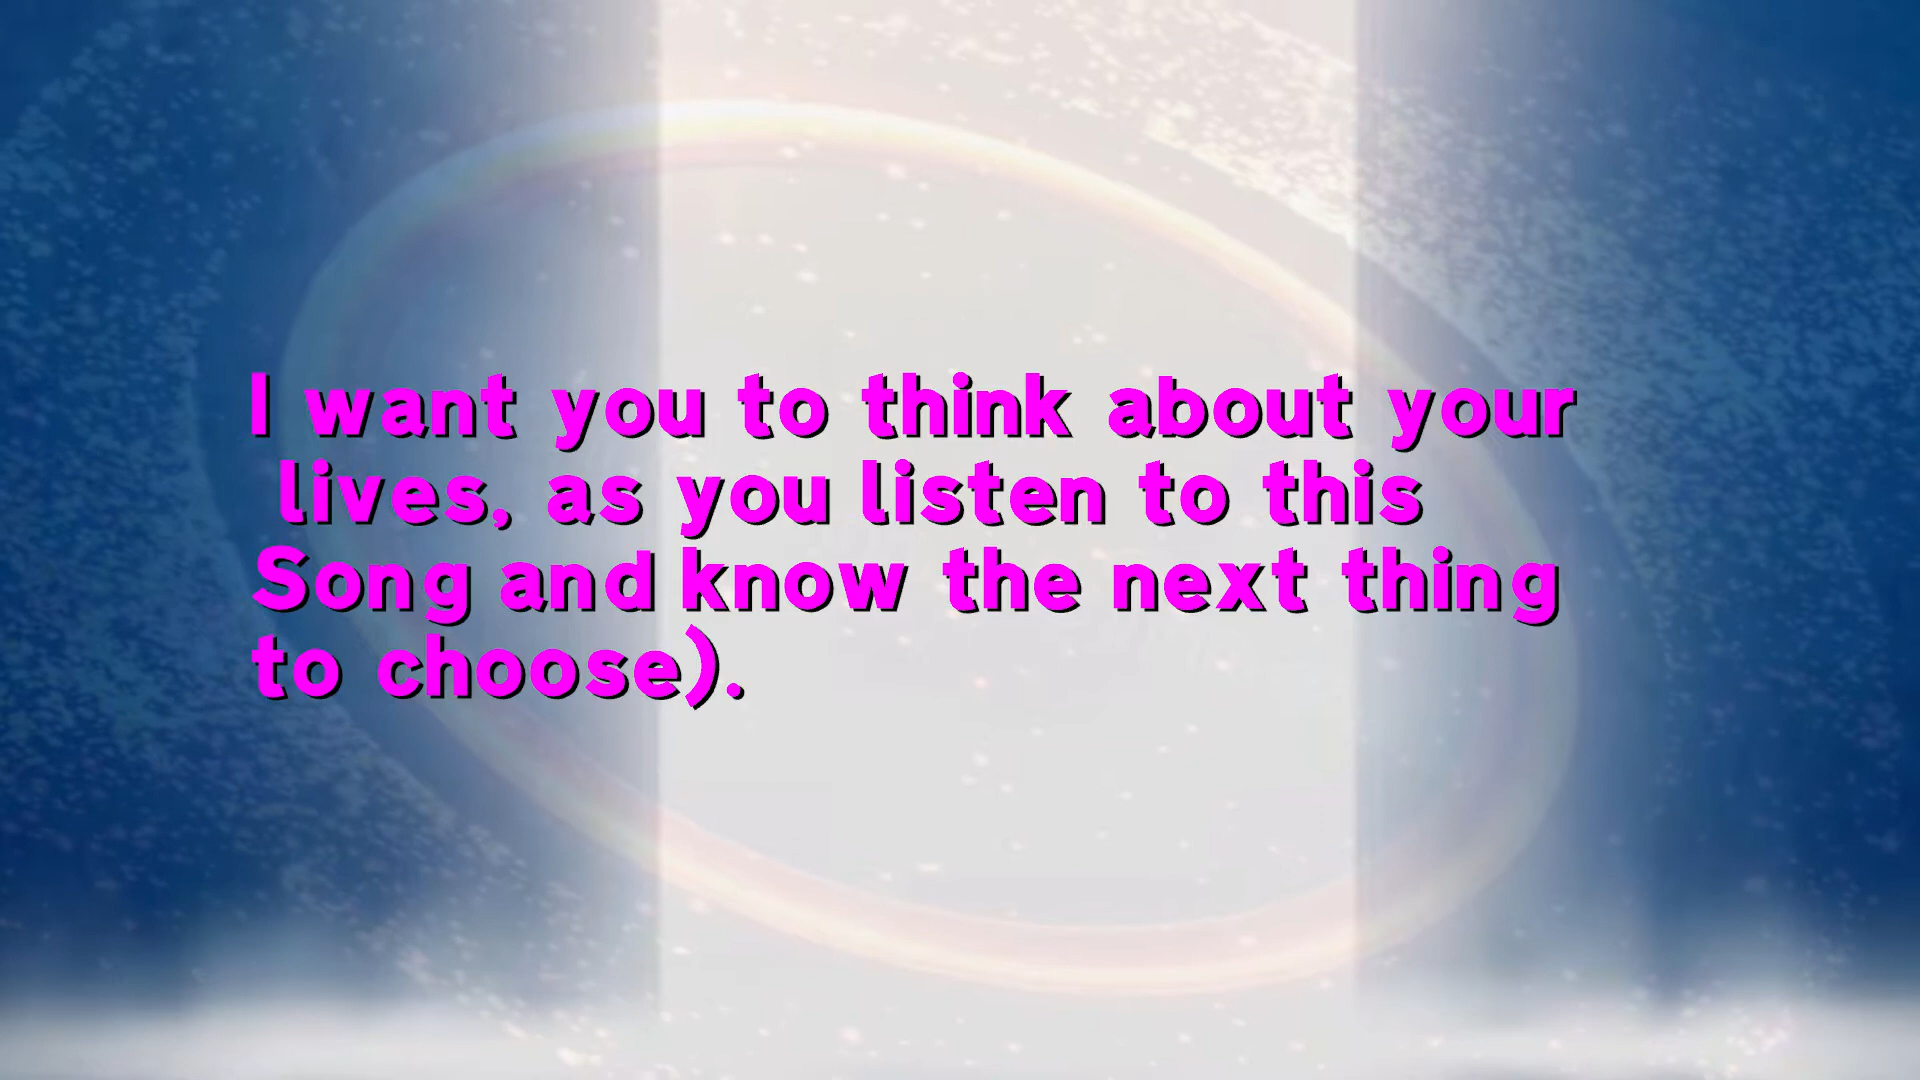 I want you to think about your
lives, as you listen to this
Song and know the next thing
to choose).